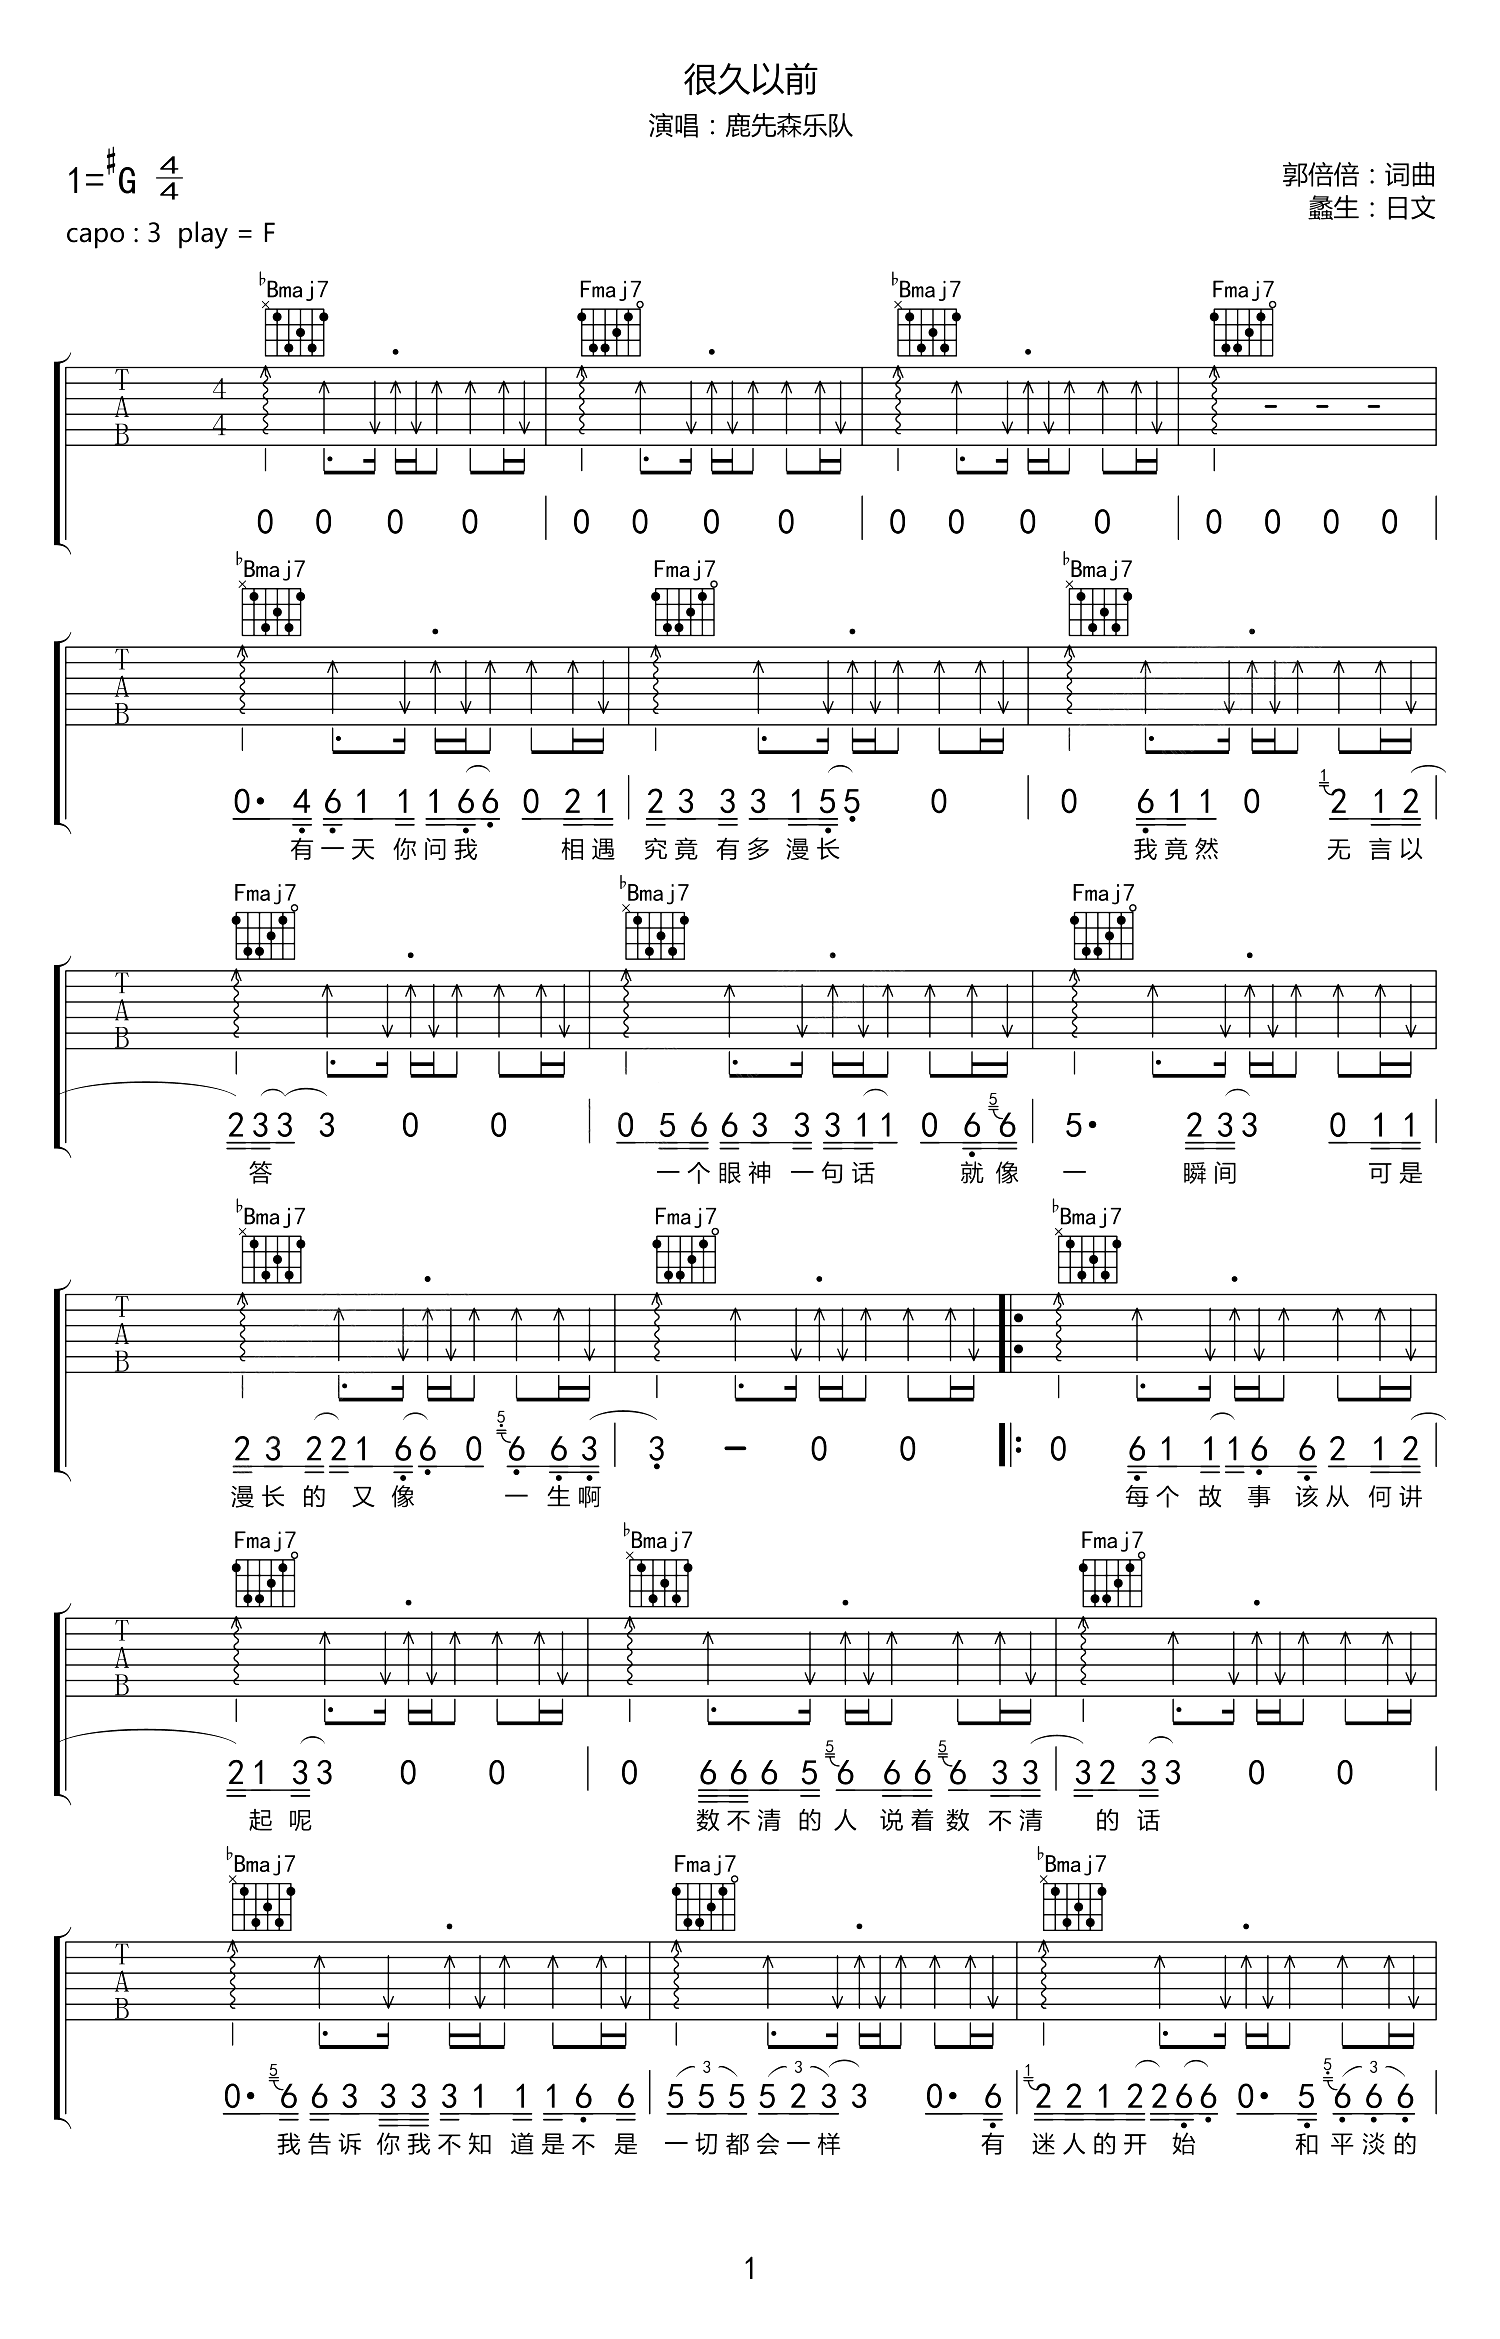 很久以前
演唱：鹿先森乐队
1=♯G 4/4
郭倍倍：词曲
capo : 3 play = F
蠡生：日文
♭Bmaj7 Fmaj7 ♭Bmaj7 Fmaj7
T A B 4 4
0 0 0 0 | 0 0 0 0 | 0 0 0 0 | 0 0 0 0 |
♭Bmaj7 Fmaj7 ♭Bmaj7
T A B
0· 4 6 1 1 1 6 6 0 2 1 | 2 3 3 3 1 5 5 0 | 0 6 1 1 0 1 2 1 2 |
有一天 你问我 相遇 究竟 有多 漫长 我竟然 无 言以
Fmaj7 ♭Bmaj7 Fmaj7
T A B
2 3 3 3 0 0 | 0 5 6 6 3 3 3 1 1 0 6 5 6 | 5· 2 3 3 0 1 1 |
答 一个眼神 一句话 就像 一 瞬间 可是
♭Bmaj7 Fmaj7 ♭Bmaj7
T A B
2 3 2 2 1 6 6 0 5 6 6 3 | 3 - 0 0 |: 0 6 1 1 1 6 6 2 1 2 |
漫长 的 又像 一 生啊 每个 故 事 该从 何讲
Fmaj7 ♭Bmaj7 Fmaj7
T A B
2 1 3 3 0 0 | 0 6 6 6 5 5 6 6 6 5 6 3 3 | 3 2 3 3 0 0 |
起 呢 数不清 的人 说着数 不清 的话
♭Bmaj7 Fmaj7 ♭Bmaj7
T A B
0· 5 6 6 3 3 3 3 1 1 1 6 6 | 5 5 5 3 5 2 3 3 3 0· 6 | 1 2 2 1 2 2 6 6 0· 5 5 6 6 6 3 |
我告诉 你我不知 道是不 是 一切都会一样 有 迷人的开 始 和平淡的
1